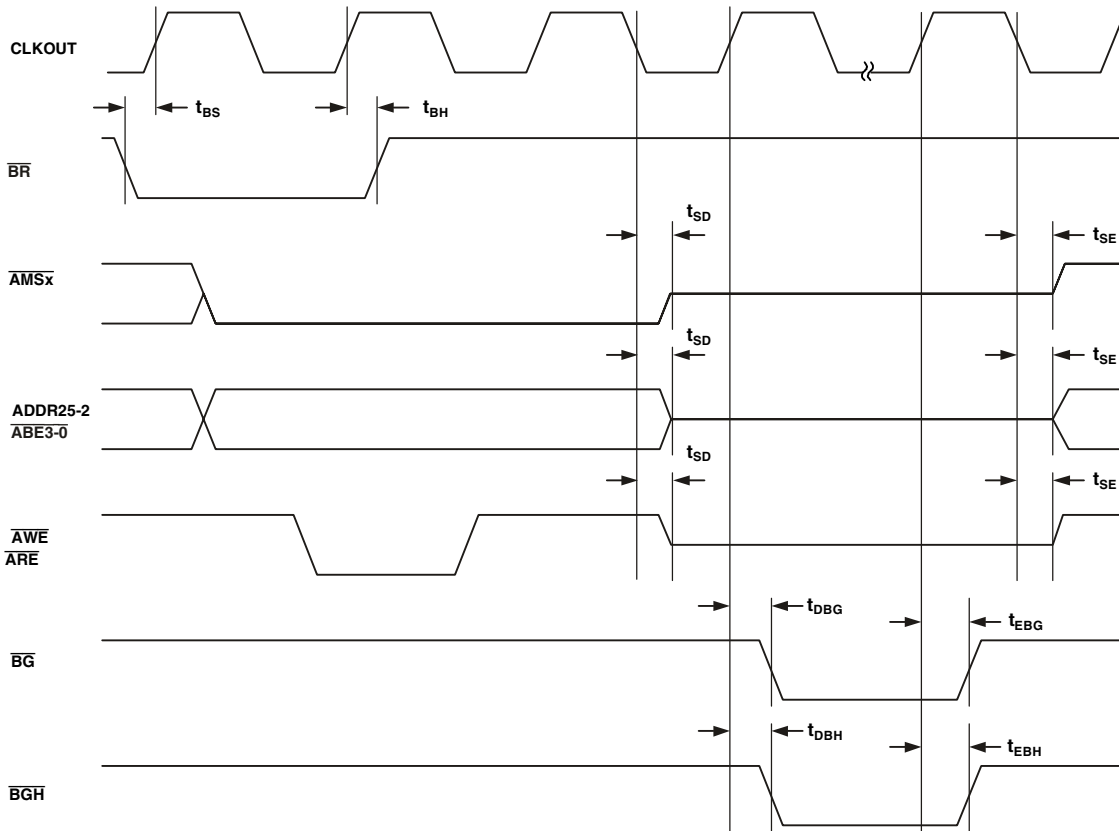 CLKOUT
tBS
tBH
BR
tSD
tSE
AMSx
tSD
tSE
ADDR25-2
ABE3-0
tSD
tSE
AWE
ARE
tDBG
tEBG
BG
tDBH
tEBH
BGH